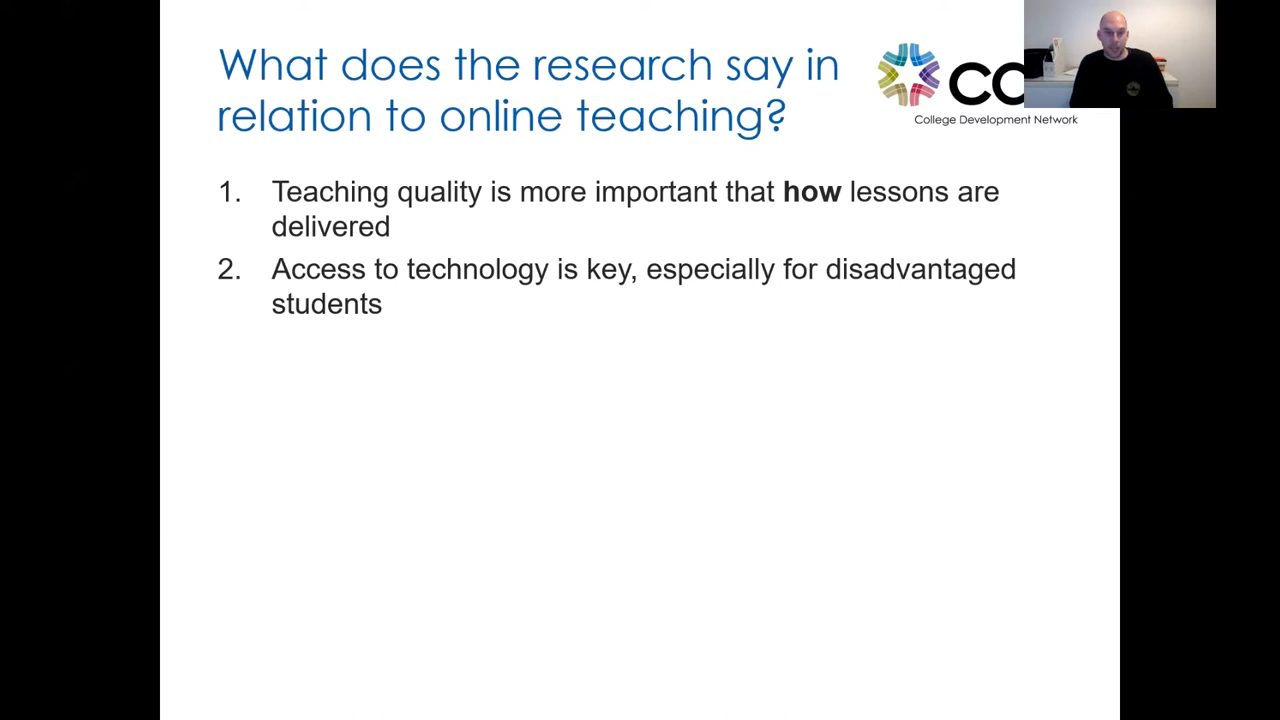 What does the research say in
relation to online teaching?
College Development Network
1. Teaching quality is more important that how lessons are
delivered
2. Access to technology is key, especially for disadvantaged
students